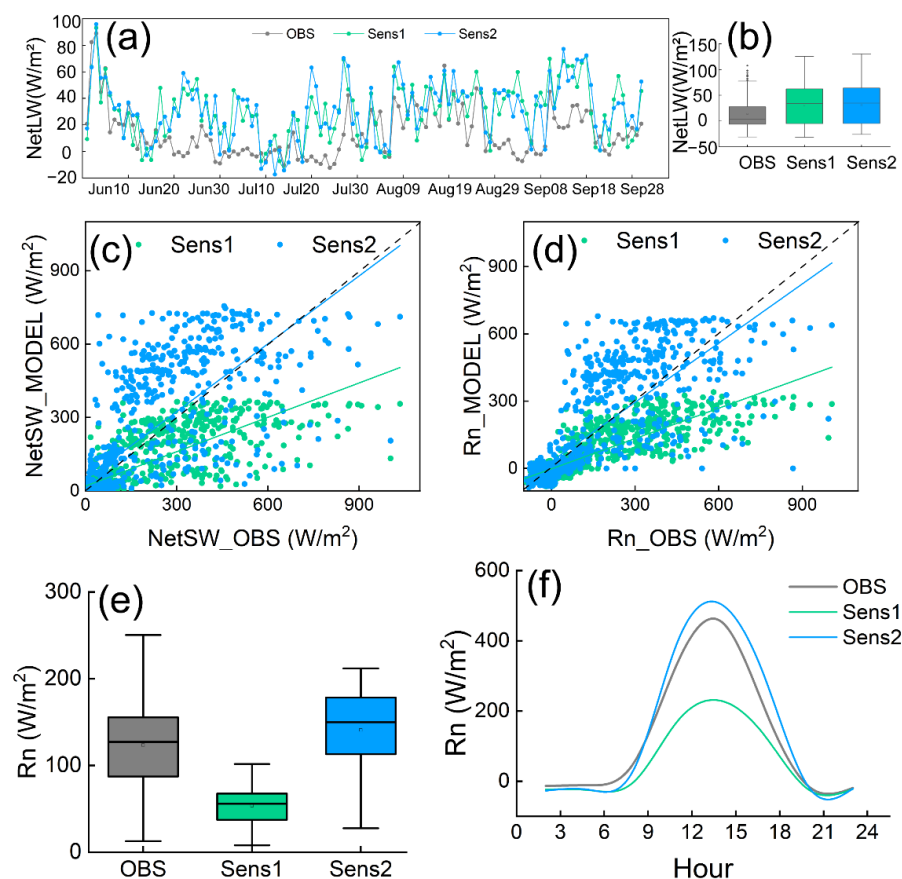 (a)
OBS Sens1 Sens2
NetLW(W/m²)
100
80
60
40
20
0
−20
Jun10 Jun20 Jun30 Jul10 Jul20 Jul30 Aug09 Aug19 Aug29 Sep08 Sep18 Sep28
(b)
NetLW(W/m²)
150
100
50
0
−50
OBS Sens1 Sens2
(c)
Sens1 Sens2
NetSW_MODEL (W/m²)
900
600
300
0
0 300 600 900
NetSW_OBS (W/m²)
(d)
Sens1 Sens2
Rn_MODEL (W/m²)
900
600
300
0
0 300 600 900
Rn_OBS (W/m²)
(e)
Rn (W/m²)
300
200
100
0
OBS Sens1 Sens2
(f)
OBS
Sens1
Sens2
Rn (W/m²)
600
400
200
0
0 3 6 9 12 15 18 21 24
Hour